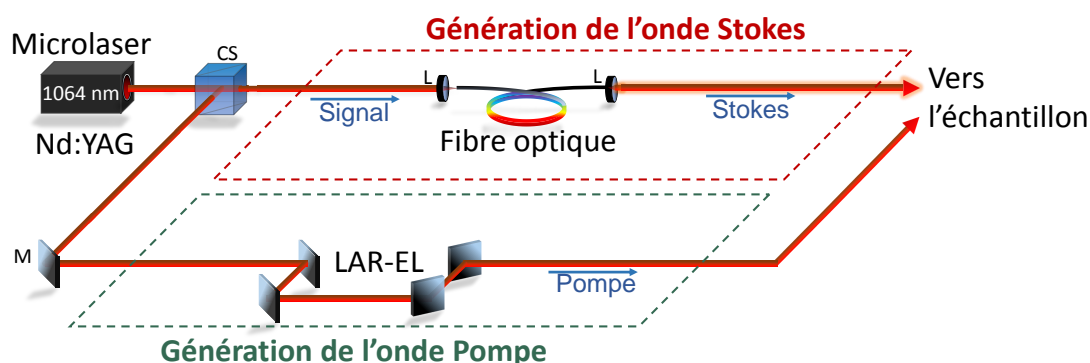 Génération de l’onde Stokes
Microlaser
CS
1064 nm
Nd:YAG
L
L
Signal
Stokes
Fibre optique
Vers
l’échantillon
M
LAR-EL
Pompe
Génération de l’onde Pompe